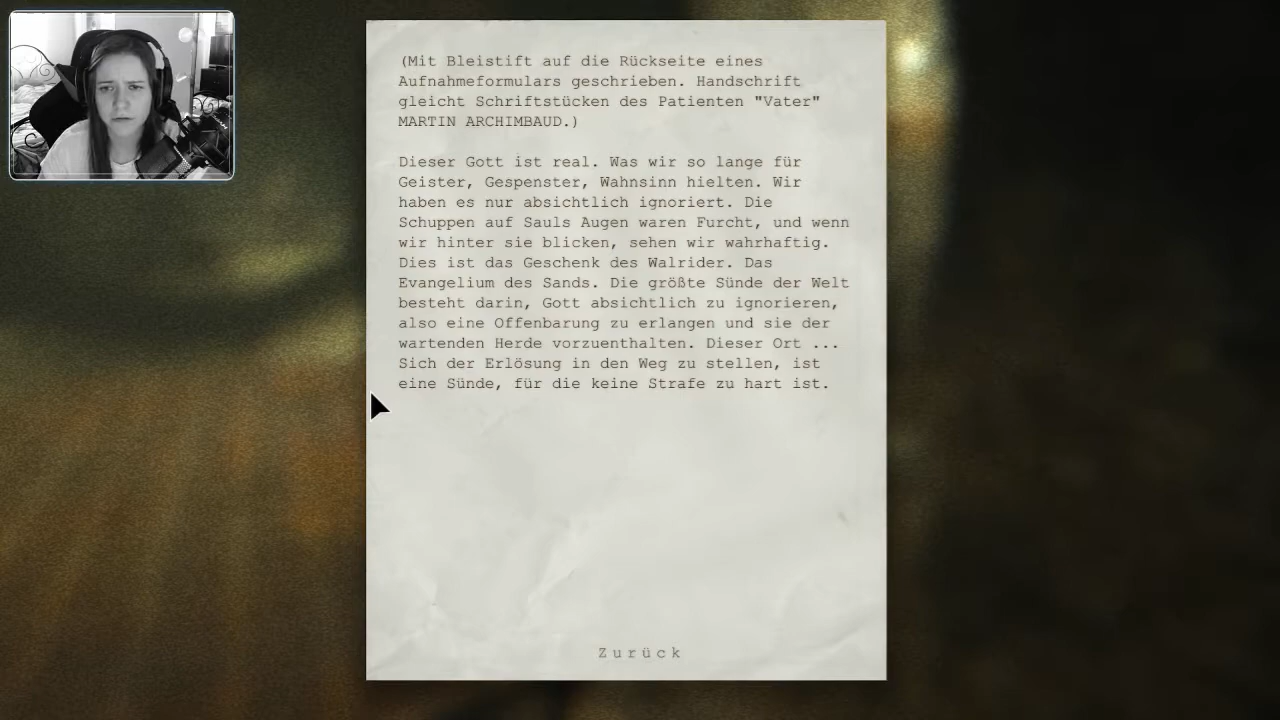 (Mit Bleistift auf die Rückseite eines
Aufnahmeformulars geschrieben. Handschrift
gleicht Schriftstücken des Patienten "Vater"
MARTIN ARCHIMBAUD.)
Dieser Gott ist real. Was wir so lange für
Geister, Gespenster, Wahnsinn hielten. Wir
haben es nur absichtlich ignoriert. Die
Schuppen auf Sauls Augen waren Furcht, und wenn
wir hinter sie blicken, sehen wir wahrhaftig.
Dies ist das Geschenk des Walrider. Das
Evangelium des Sands. Die größte Sünde der Welt
besteht darin, Gott absichtlich zu ignorieren,
also eine Offenbarung zu erlangen und sie der
wartenden Herde vorzuenthalten. Dieser Ort ...
Sich der Erlösung in den Weg zu stellen, ist
eine Sünde, für die keine Strafe zu hart ist.
Zurück